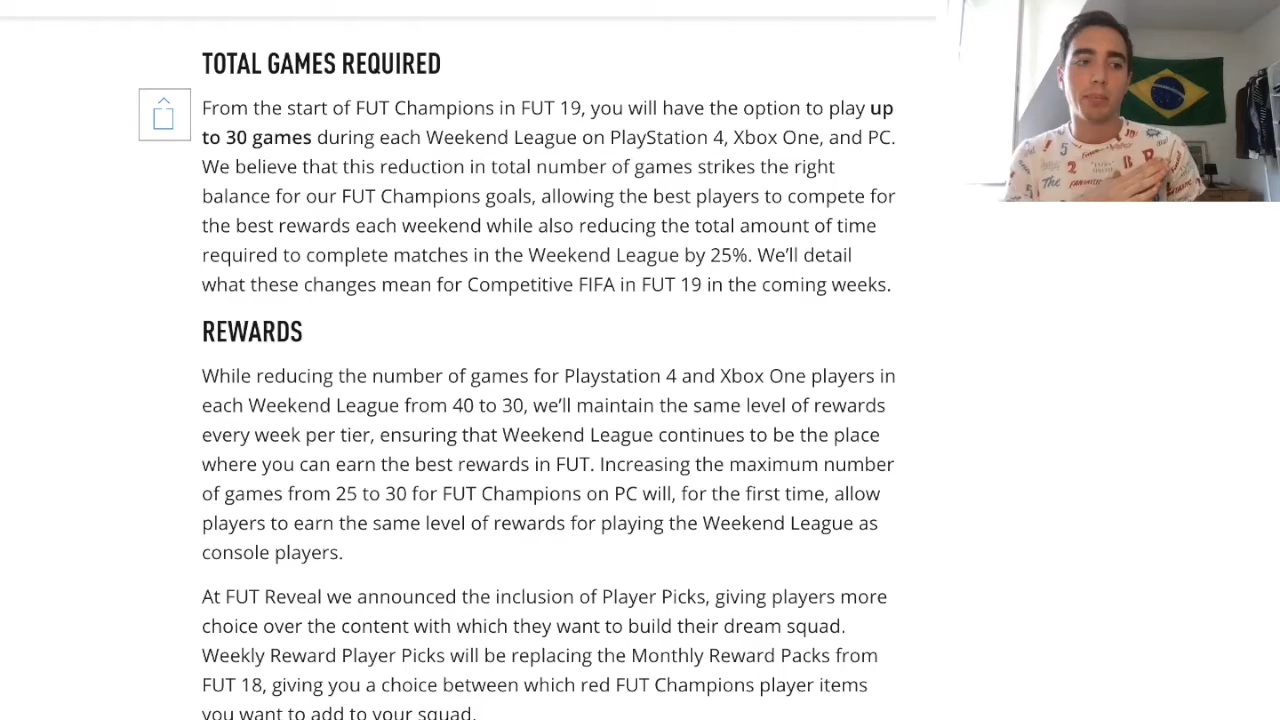 TOTAL GAMES REQUIRED
From the start of FUT Champions in FUT 19, you will have the option to play up
to 30 games during each Weekend League on PlayStation 4, Xbox One, and PC.
We believe that this reduction in total number of games strikes the right
balance for our FUT Champions goals, allowing the best players to compete for
the best rewards each weekend while also reducing the total amount of time
required to complete matches in the Weekend League by 25%. We’ll detail
what these changes mean for Competitive FIFA in FUT 19 in the coming weeks.
REWARDS
While reducing the number of games for Playstation 4 and Xbox One players in
each Weekend League from 40 to 30, we’ll maintain the same level of rewards
every week per tier, ensuring that Weekend League continues to be the place
where you can earn the best rewards in FUT. Increasing the maximum number
of games from 25 to 30 for FUT Champions on PC will, for the first time, allow
players to earn the same level of rewards for playing the Weekend League as
console players.
At FUT Reveal we announced the inclusion of Player Picks, giving players more
choice over the content with which they want to build their dream squad.
Weekly Reward Player Picks will be replacing the Monthly Reward Packs from
FUT 18, giving you a choice between which red FUT Champions player items
you want to add to your squad.